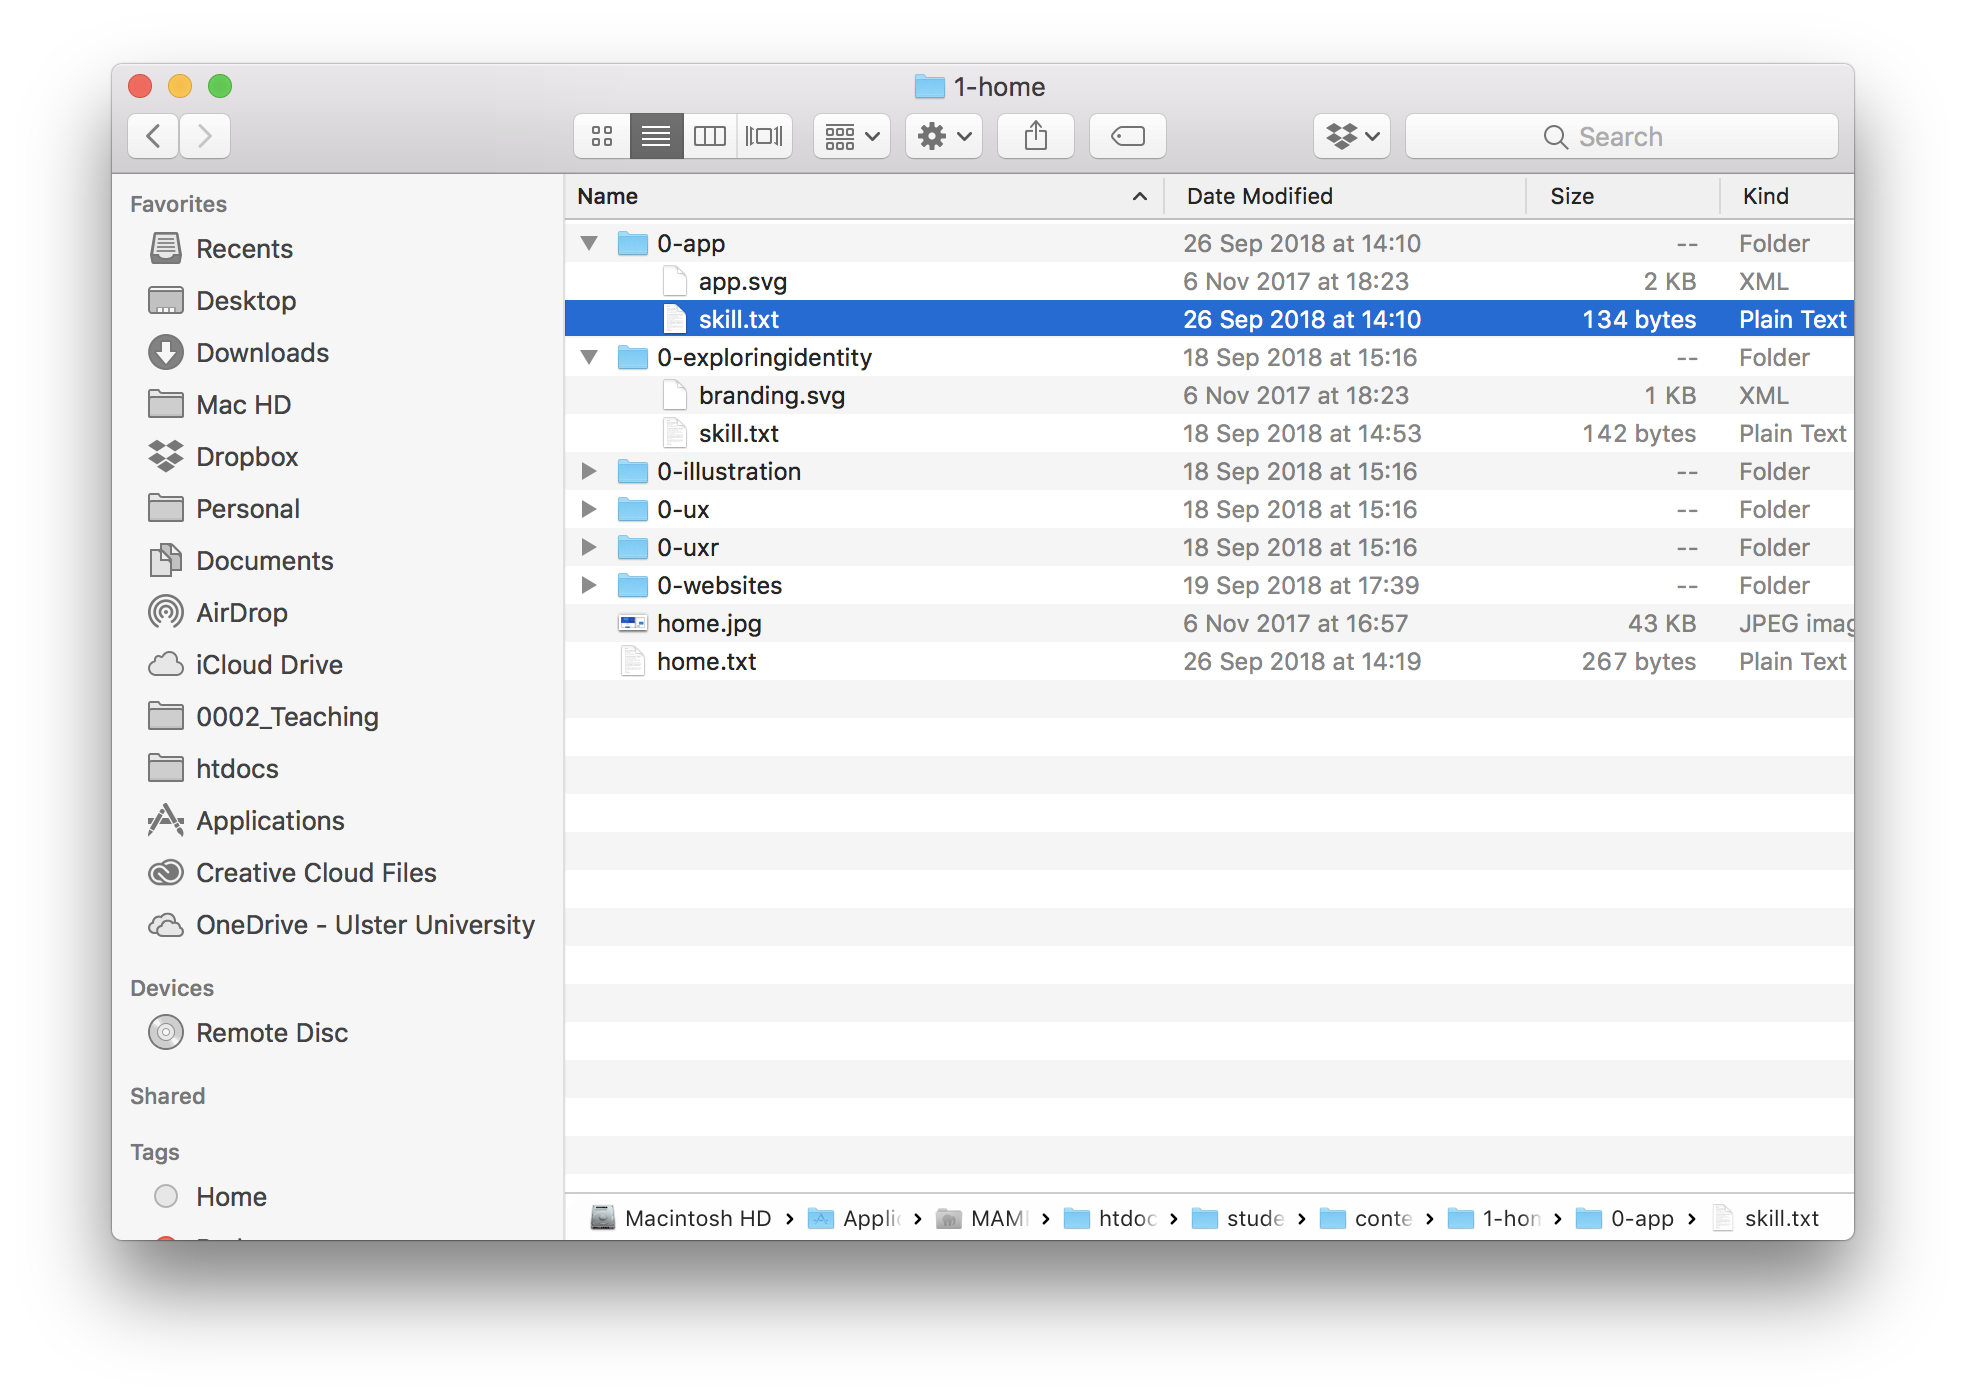 1-home
Search
Favorites
Recents
Desktop
Downloads
Mac HD
Dropbox
Personal
Documents
AirDrop
iCloud Drive
0002_Teaching
htdocs
Applications
Creative Cloud Files
OneDrive - Ulster University
Devices
Remote Disc
Shared
Tags
Home
Name Date Modified Size Kind
0-app 26 Sep 2018 at 14:10 -- Folder
app.svg 6 Nov 2017 at 18:23 2 KB XML
skill.txt 26 Sep 2018 at 14:10 134 bytes Plain Text
0-exploringidentity 18 Sep 2018 at 15:16 -- Folder
branding.svg 6 Nov 2017 at 18:23 1 KB XML
skill.txt 18 Sep 2018 at 14:53 142 bytes Plain Text
0-illustration 18 Sep 2018 at 15:16 -- Folder
0-ux 18 Sep 2018 at 15:16 -- Folder
0-uxr 18 Sep 2018 at 15:16 -- Folder
0-websites 19 Sep 2018 at 17:39 -- Folder
home.jpg 6 Nov 2017 at 16:57 43 KB JPEG imag
home.txt 26 Sep 2018 at 14:19 267 bytes Plain Text
Macintosh HD › Applic › MAM › htdoc › stude › conte › 1-hon › 0-app › skill.txt